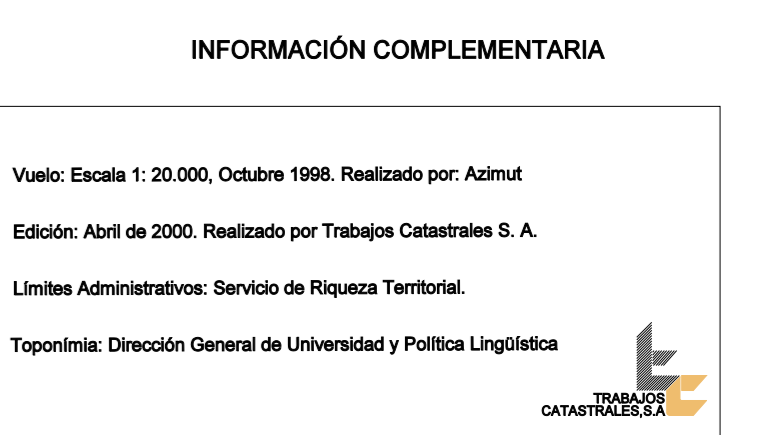 INFORMACIÓN COMPLEMENTARIA
Vuelo: Escala 1: 20.000, Octubre 1998. Realizado por: Azimut
Edición: Abril de 2000. Realizado por Trabajos Catastrales S. A.
Límites Administrativos: Servicio de Riqueza Territorial.
Toponímia: Dirección General de Universidad y Política Lingüística
TRABAJOS
CATASTRALES,S.A